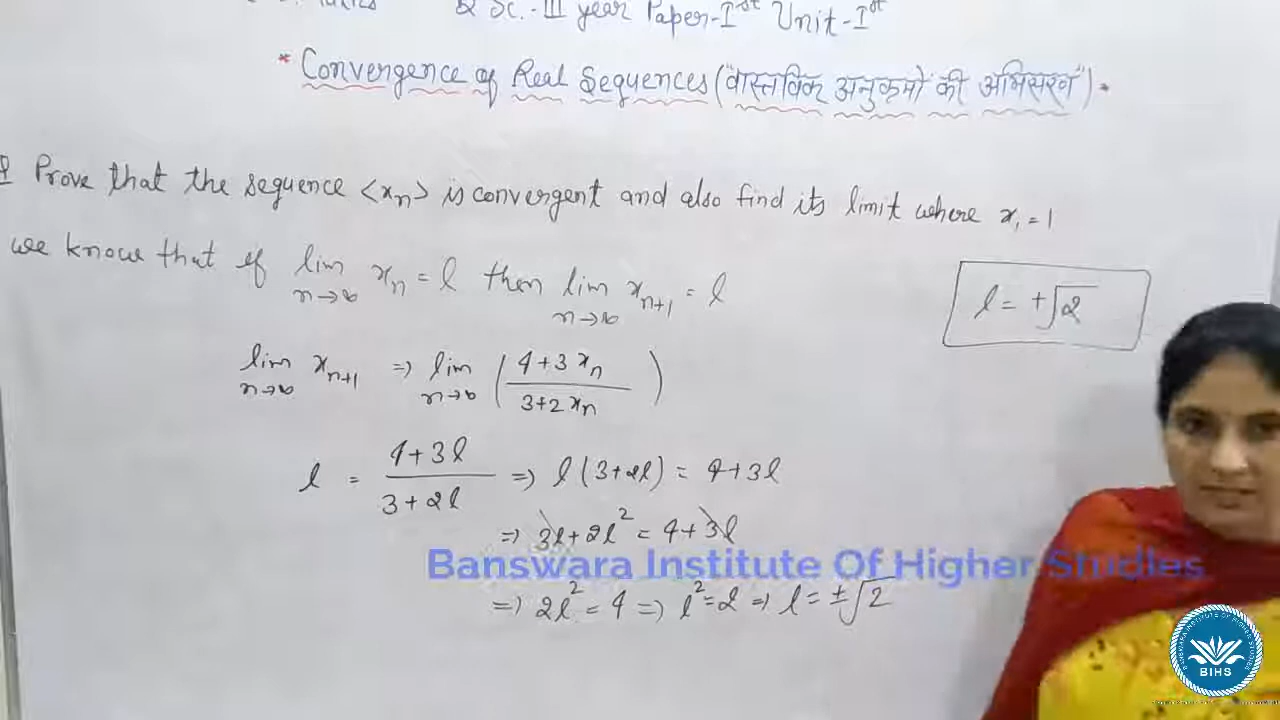 & Sc.-III year Paper-Ist Unit-Ist
* Convergence of Real Sequences ("वास्तविक अनुक्रमों की अभिसरण") *
Prove that the sequence <xn> is convergent and also find its limit where x₁ = 1
we know that if lim n→∞ xn = l then lim n→∞ xn+1 = l
l = ±√2
lim n→∞ xn+1 => lim n→∞ (4+3xn / 3+2xn)
l = 4+3l / 3+2l => l(3+2l) = 4+3l
=> 3l+2l² = 4+3l
Banswara Institute Of Higher Studies
=> 2l² = 4 => l² = 2 => l = ±√2
BIHS